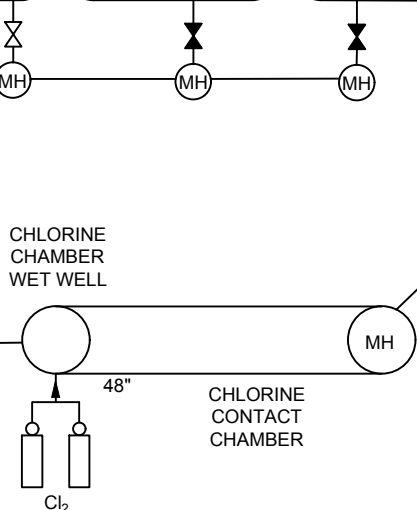 MH
MH
MH
CHLORINE
CHAMBER
WET WELL
MH
48"
CHLORINE
CONTACT
CHAMBER
Cl₂